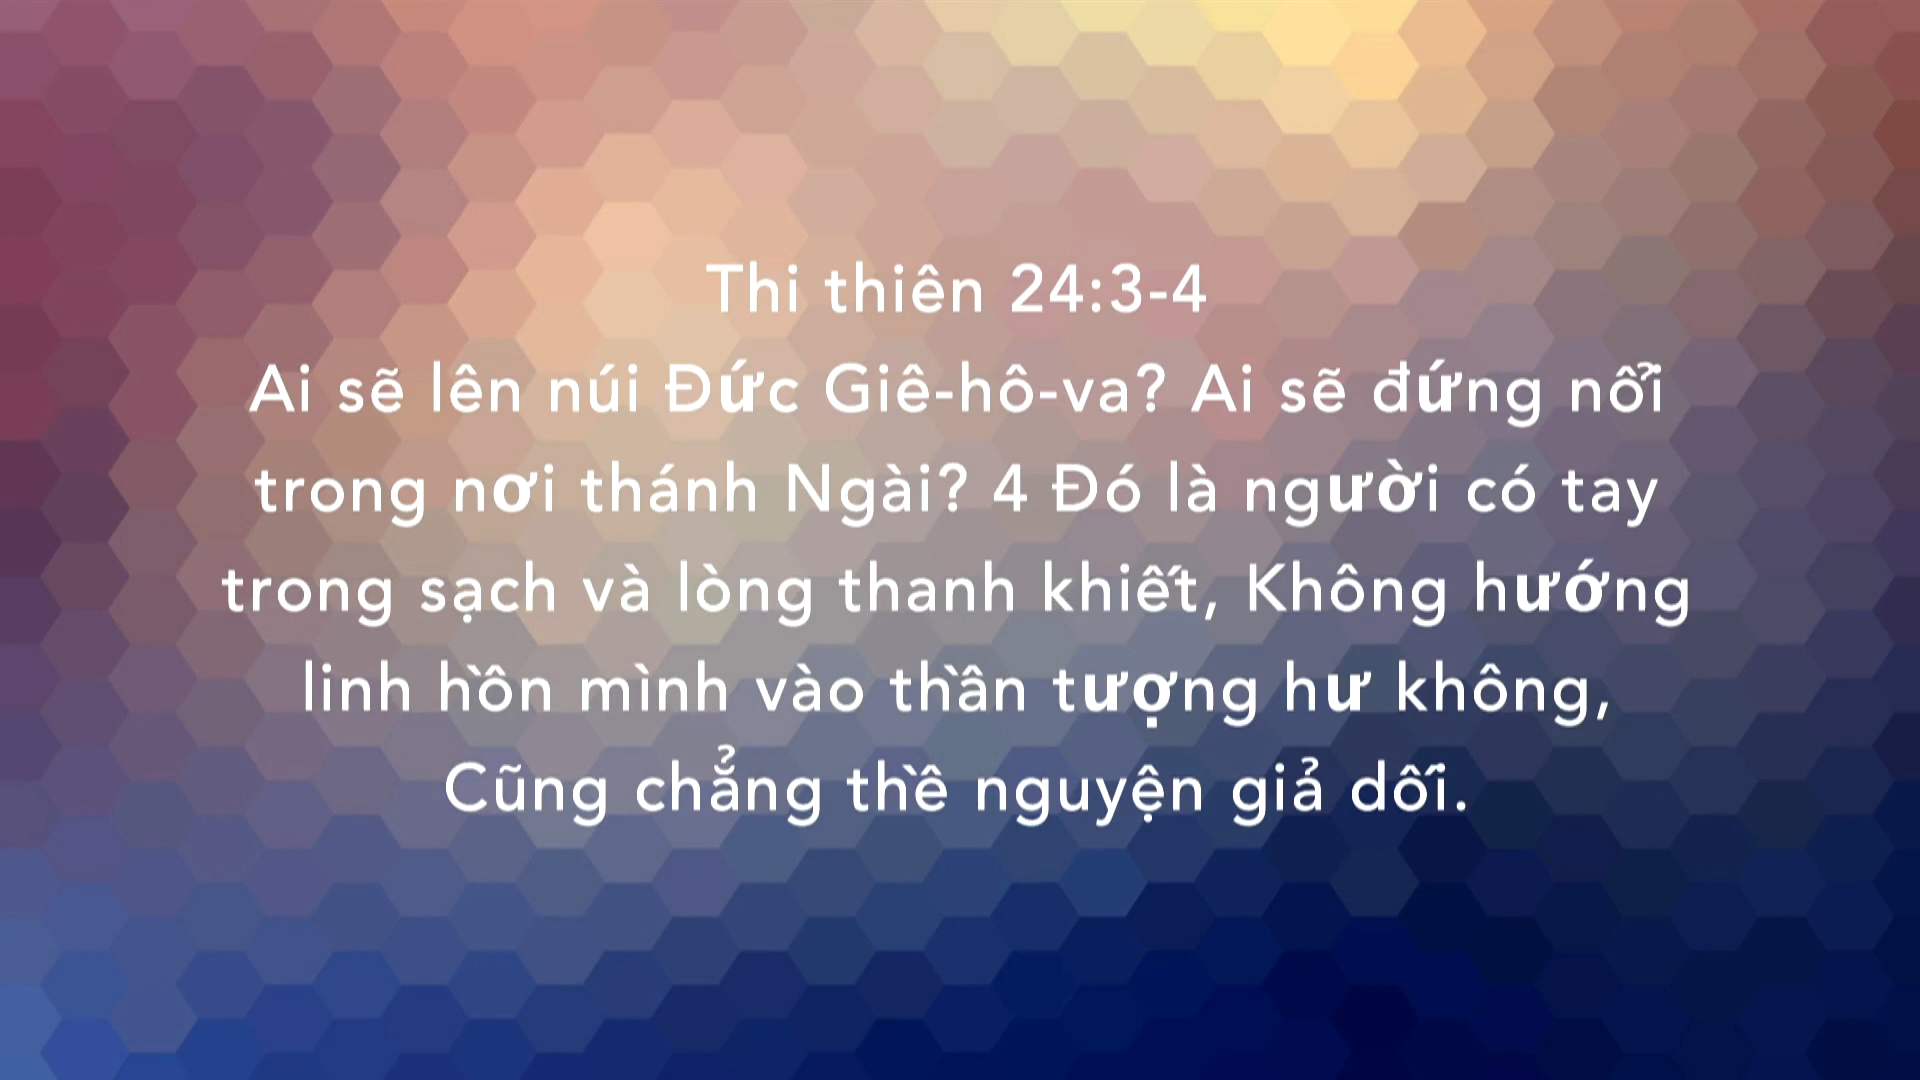 Thi thiên 24:3-4
Ai sẽ lên núi Đức Giê-hô-va? Ai sẽ đứng nổi
trong nơi thánh Ngài? 4 Đó là người có tay
trong sạch và lòng thanh khiết, Không hướng
linh hồn mình vào thần tượng hư không,
Cũng chẳng thề nguyện giả dối.